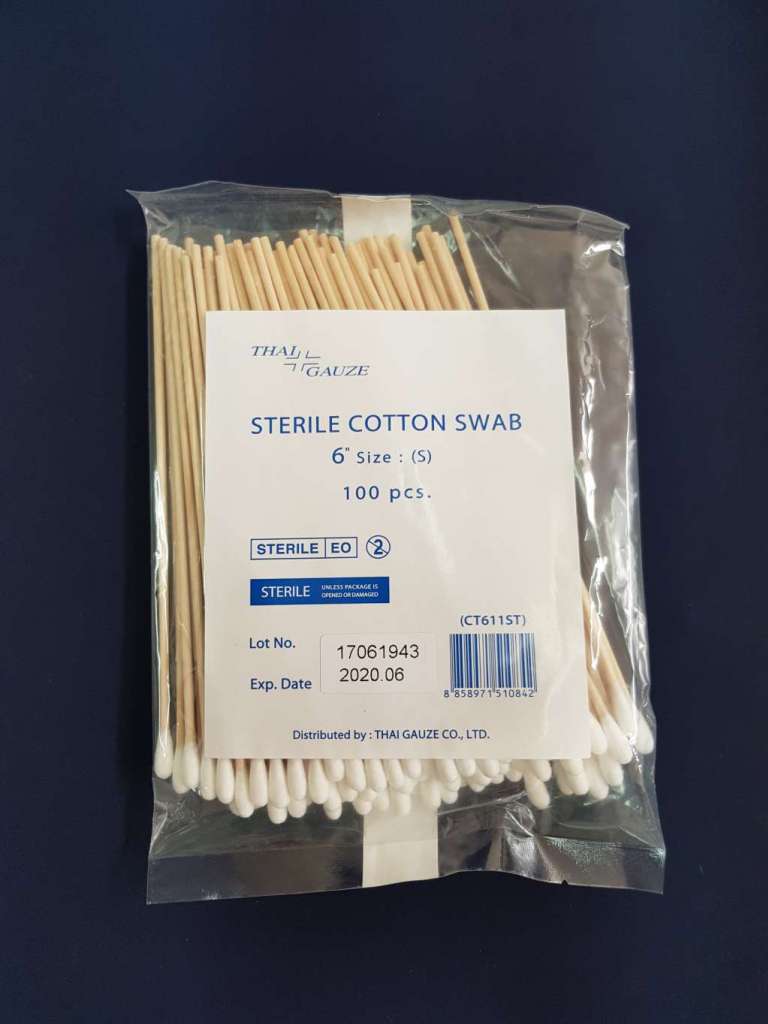 THAI
GAUZE
STERILE COTTON SWAB
6" Size : (S)
100 pcs.
STERILE EO 2
STERILE UNLESS PACKAGE IS
OPENED OR DAMAGED
(CT611ST)
Lot No. 17061943
Exp. Date 2020.06
8 858971 510842
Distributed by : THAI GAUZE CO., LTD.